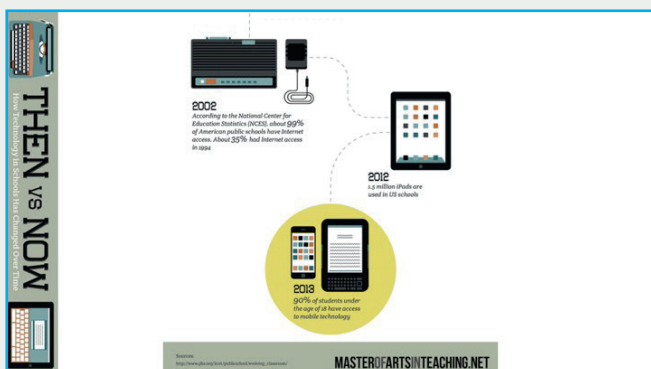 THEN VS NOW
How Technology In Schools Has Changed Over Time
2002
According to the National Center for
Education Statistics (NCES), about 99%
of American public schools have Internet
access. About 35% had Internet access
in 1994
2012
1.5 million iPads are
used in US schools
2013
90% of students under
the age of 18 have access
to mobile technology
Sources:
MASTEROFARTSINTEACHING.NET